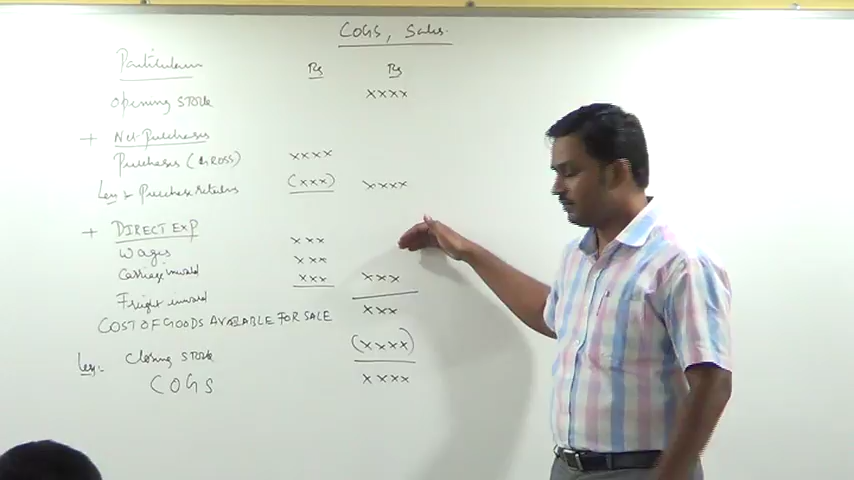 COGS, Sales.
Particulars Rs Rs
Opening Stock xxxx
+ Net Purchases
Purchases (GROSS) xxxx
Less: Purchase returns (xxx) xxxx
+ DIRECT EXP
Wages xxx
Carriage inward xxx
Freight inward xxx xxx
COST OF GOODS AVAILABLE FOR SALE xxx
Less: Closing Stock (xxxx)
COGS xxxx